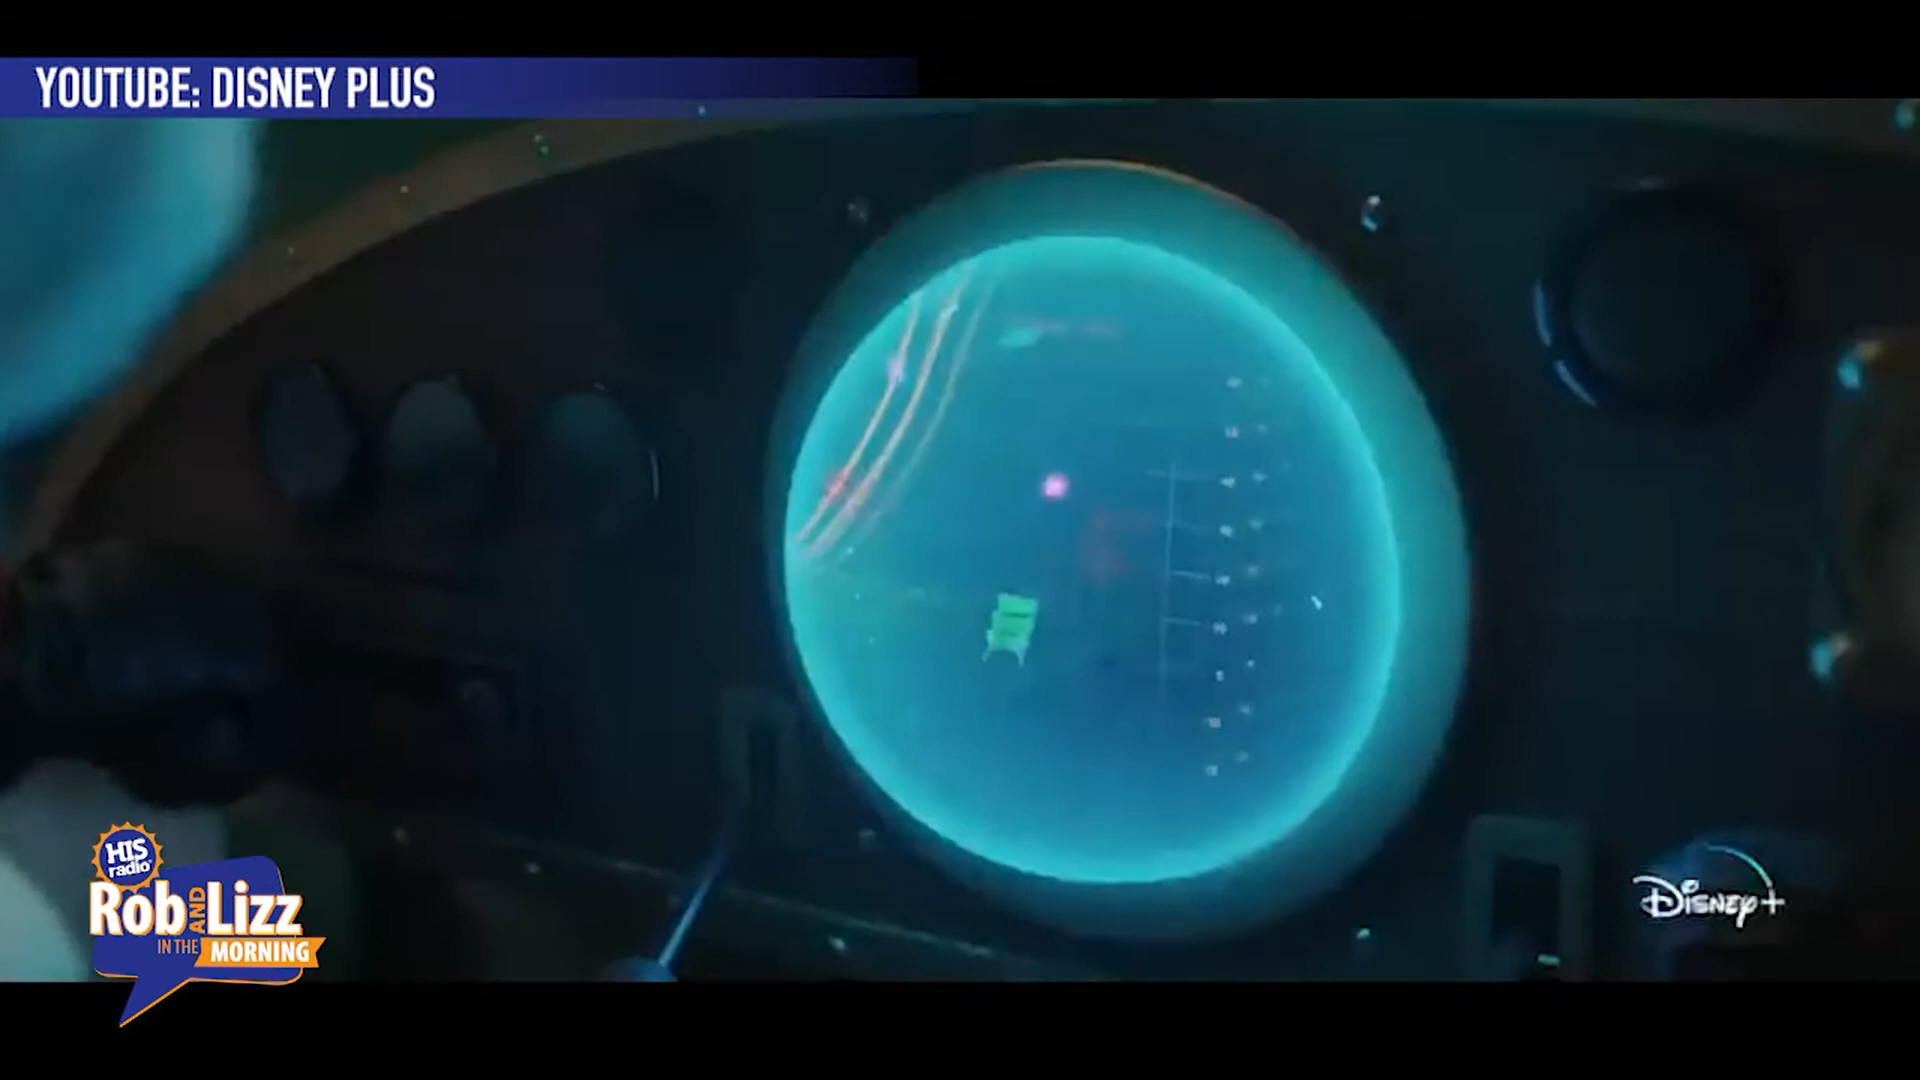 YOUTUBE: DISNEY PLUS
HIS
radio
Rob AND Lizz
IN THE MORNING
Disney+